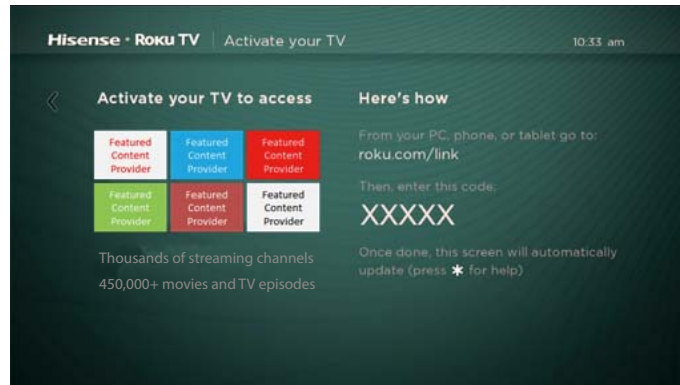 Hisense • ROKU TV Activate your TV 10:33 am
Activate your TV to access
Featured Content Provider
Featured Content Provider
Featured Content Provider
Featured Content Provider
Featured Content Provider
Featured Content Provider
Thousands of streaming channels
450,000+ movies and TV episodes
Here's how
From your PC, phone, or tablet go to:
roku.com/link
Then, enter this code:
XXXXX
Once done, this screen will automatically
update (press * for help)